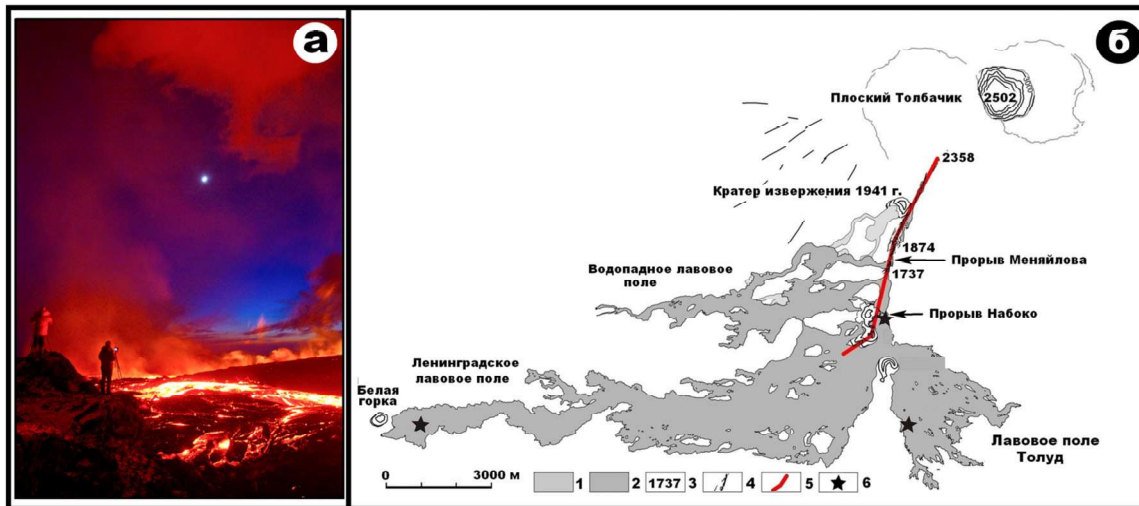 а
б
Плоский Толбачик
2502
2358
Кратер извержения 1941 г.
1874
Прорыв Меняйлова
Водопадное лавовое
поле
1737
Прорыв Набоко
Ленинградское
лавовое поле
Белая
горка
Лавовое поле
Толуд
0 3000 м
1 2 1737 3 4 5 6